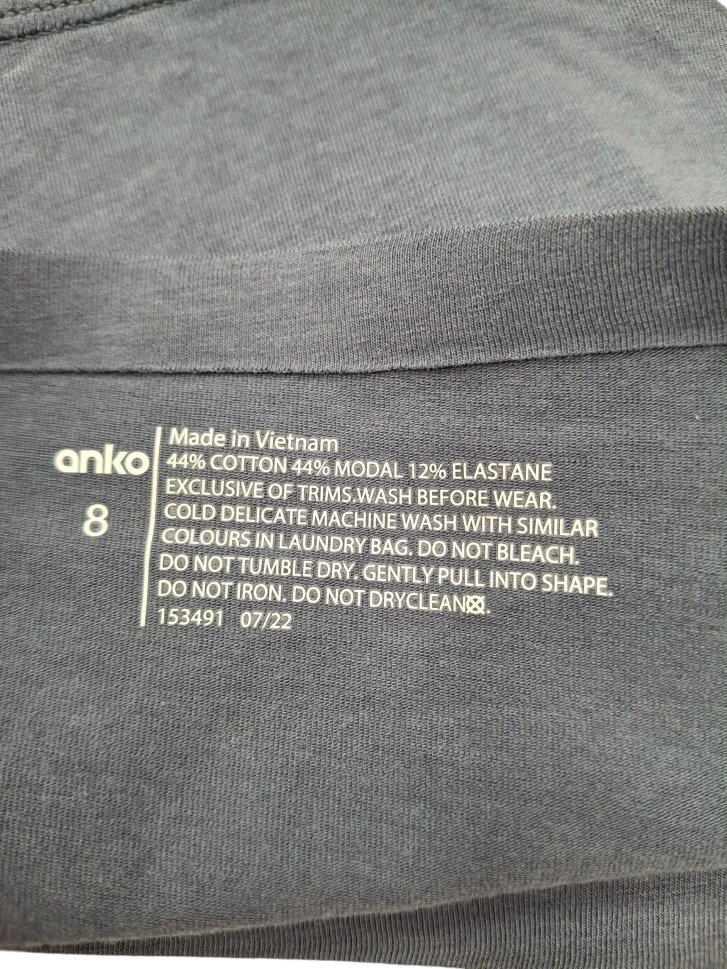 anko
8
Made in Vietnam
44% COTTON 44% MODAL 12% ELASTANE
EXCLUSIVE OF TRIMS.WASH BEFORE WEAR.
COLD DELICATE MACHINE WASH WITH SIMILAR
COLOURS IN LAUNDRY BAG. DO NOT BLEACH.
DO NOT TUMBLE DRY. GENTLY PULL INTO SHAPE.
DO NOT IRON. DO NOT DRYCLEAN⊠.
153491 07/22